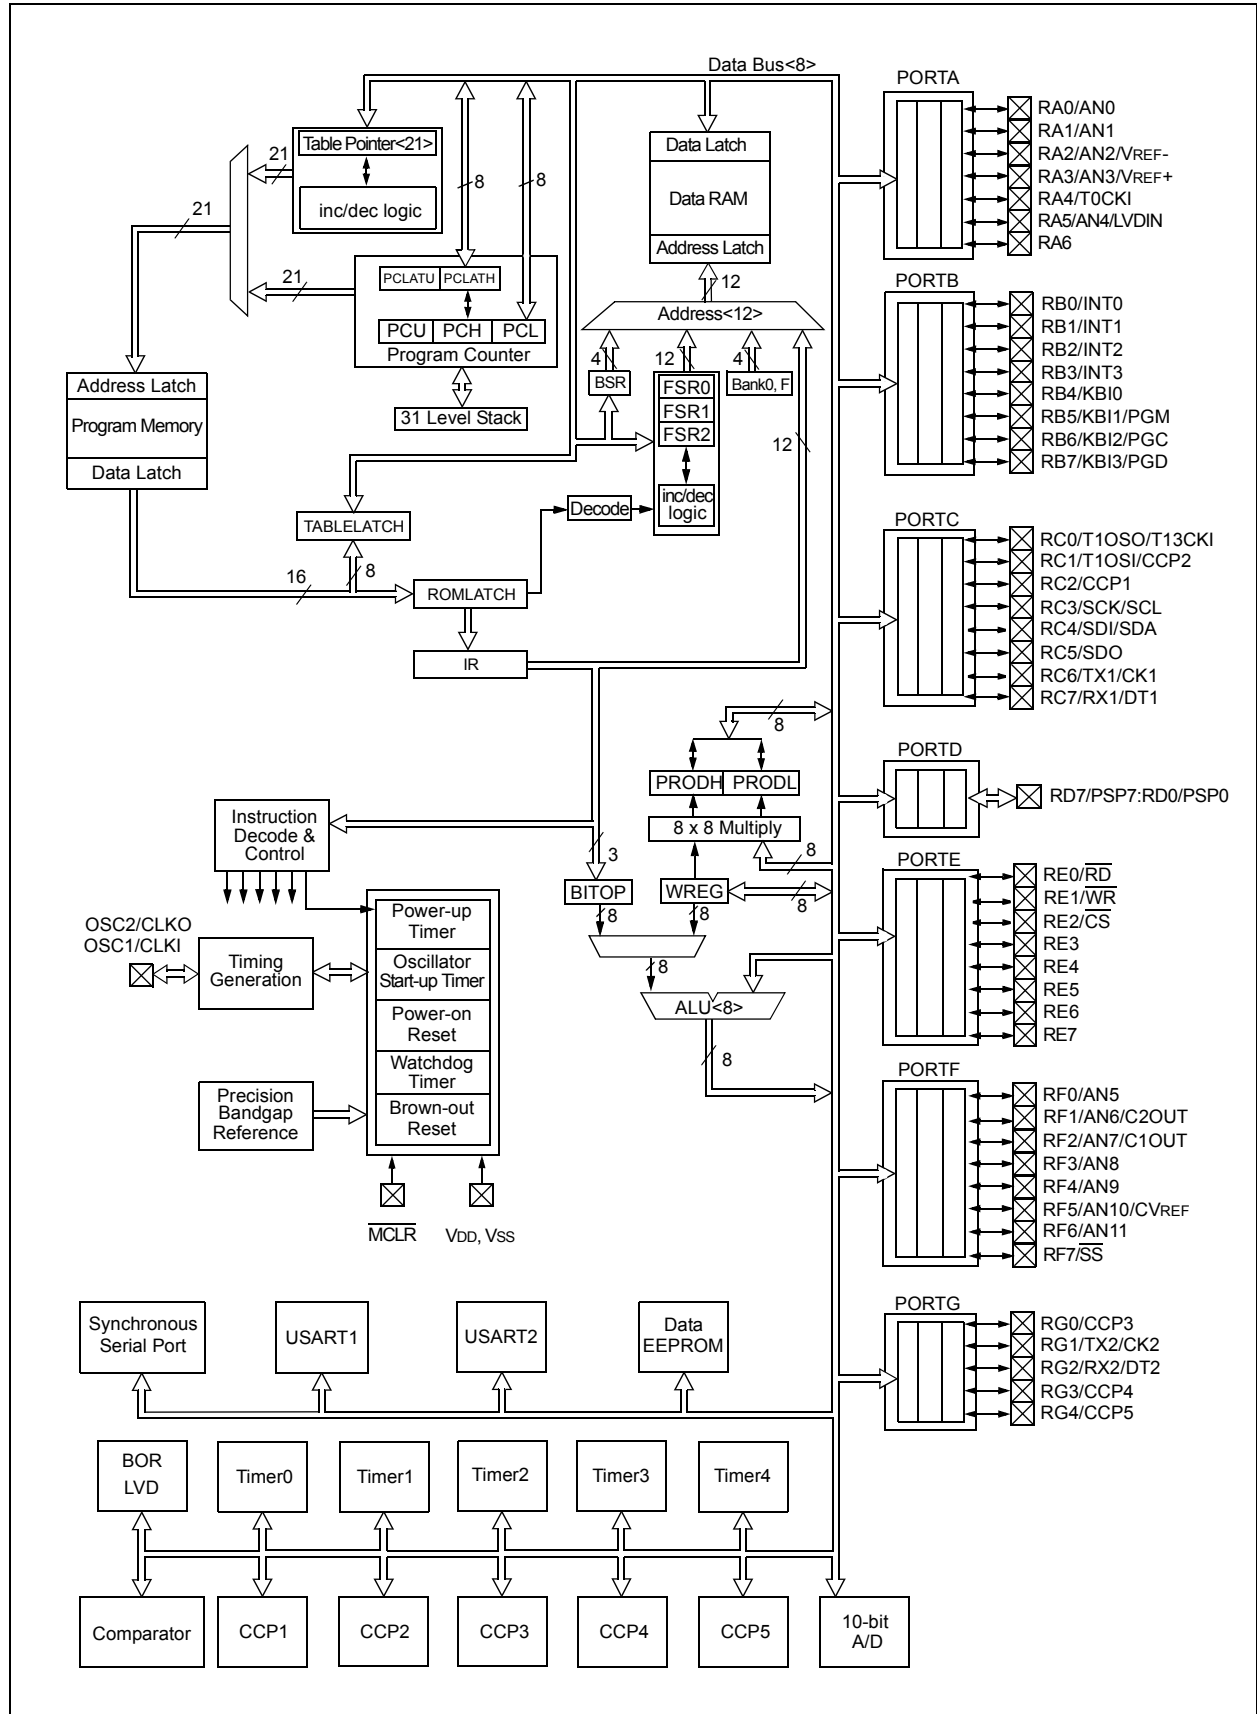 Data Bus<8>
Table Pointer<21>
inc/dec logic
21
21
21
8
8
PCLATU
PCLATH
PCU
PCH
PCL
Program Counter
31 Level Stack
Address Latch
Program Memory
Data Latch
Data Latch
Data RAM
Address Latch
12
Address<12>
4
12
4
BSR
FSR0
FSR1
FSR2
Bank0, F
inc/dec
logic
12
Decode
TABLELATCH
16
8
ROMLATCH
IR
8
PRODH
PRODL
8 x 8 Multiply
8
3
BITOP
WREG
8
8
8
8
ALU<8>
8
Instruction
Decode &
Control
OSC2/CLKO
OSC1/CLKI
Timing
Generation
Power-up
Timer
Oscillator
Start-up Timer
Power-on
Reset
Watchdog
Timer
Brown-out
Reset
Precision
Bandgap
Reference
MCLR
VDD, VSS
PORTA
RA0/AN0
RA1/AN1
RA2/AN2/VREF-
RA3/AN3/VREF+
RA4/T0CKI
RA5/AN4/LVDIN
RA6
PORTB
RB0/INT0
RB1/INT1
RB2/INT2
RB3/INT3
RB4/KBI0
RB5/KBI1/PGM
RB6/KBI2/PGC
RB7/KBI3/PGD
PORTC
RC0/T1OSO/T13CKI
RC1/T1OSI/CCP2
RC2/CCP1
RC3/SCK/SCL
RC4/SDI/SDA
RC5/SDO
RC6/TX1/CK1
RC7/RX1/DT1
PORTD
RD7/PSP7:RD0/PSP0
PORTE
RE0/RD
RE1/WR
RE2/CS
RE3
RE4
RE5
RE6
RE7
PORTF
RF0/AN5
RF1/AN6/C2OUT
RF2/AN7/C1OUT
RF3/AN8
RF4/AN9
RF5/AN10/CVREF
RF6/AN11
RF7/SS
PORTG
RG0/CCP3
RG1/TX2/CK2
RG2/RX2/DT2
RG3/CCP4
RG4/CCP5
Synchronous
Serial Port
USART1
USART2
Data
EEPROM
BOR
LVD
Timer0
Timer1
Timer2
Timer3
Timer4
Comparator
CCP1
CCP2
CCP3
CCP4
CCP5
10-bit
A/D